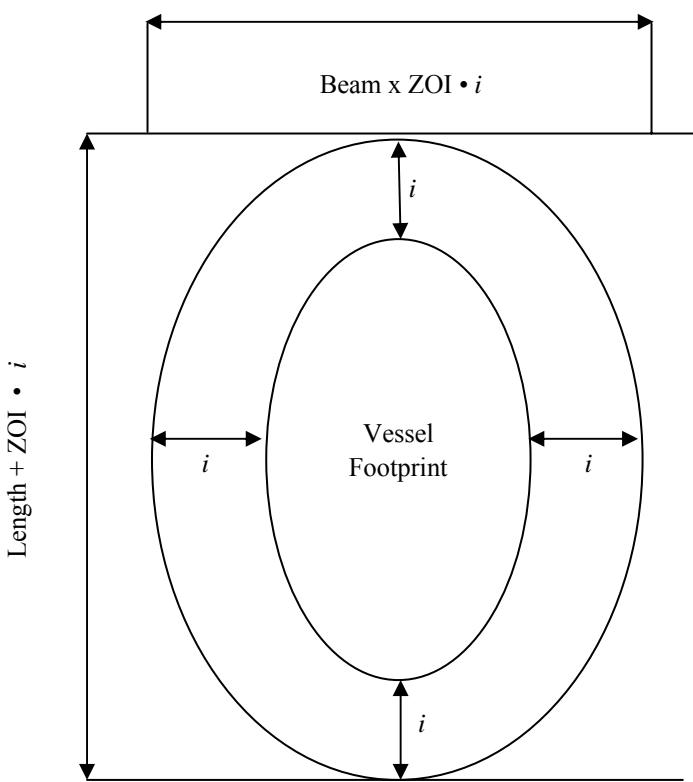 Beam x ZOI • i
i
Length + ZOI • i
Vessel
Footprint
i
i
i